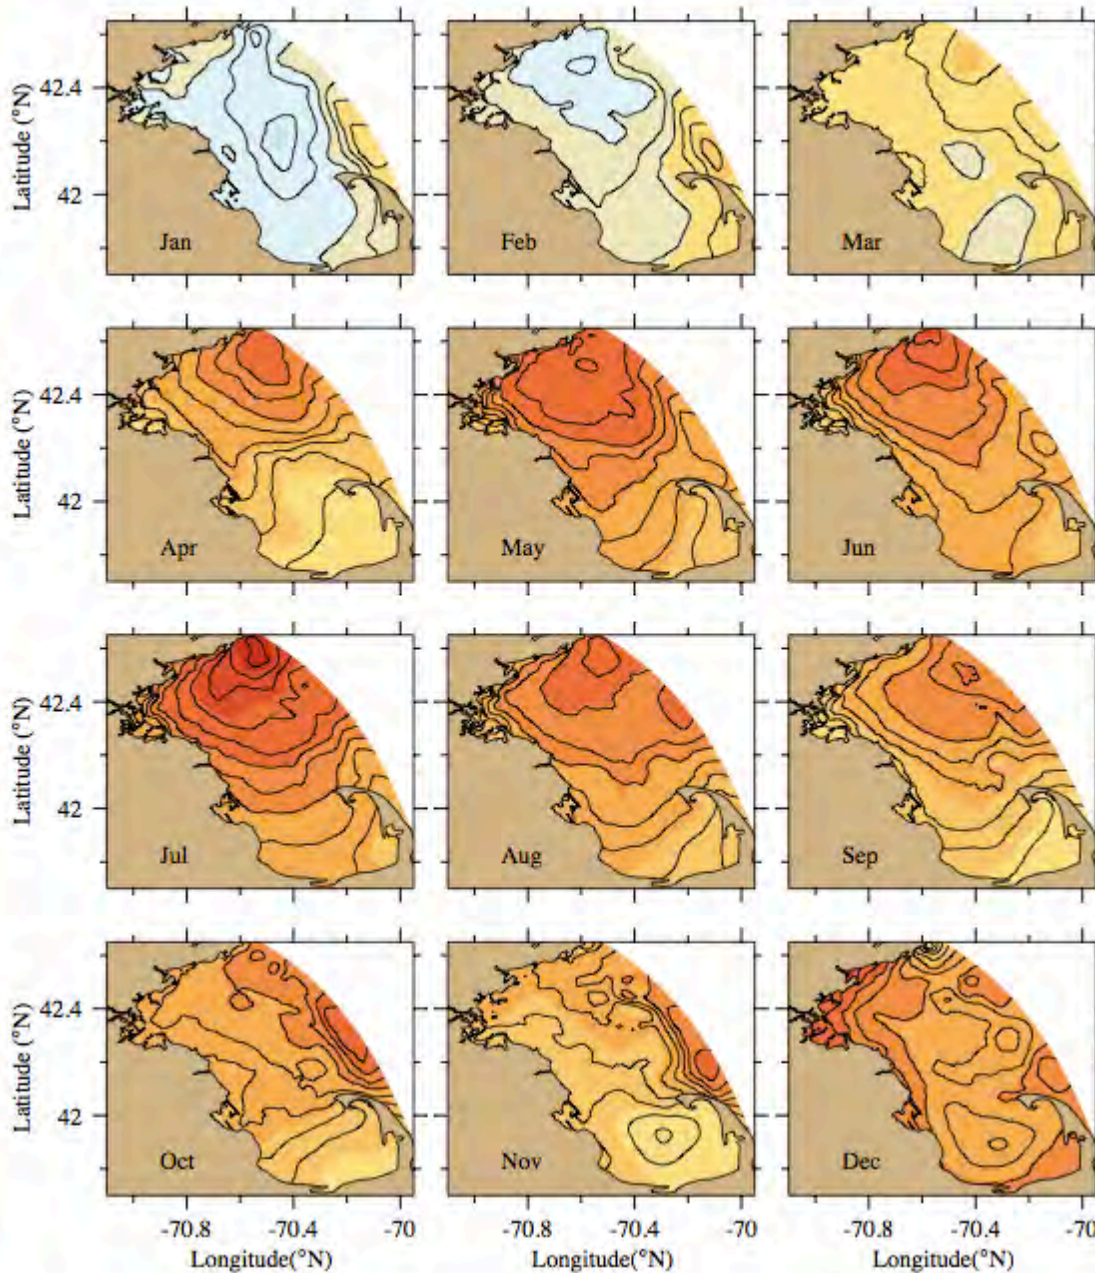 Latitude(°N)
42.4
42
Jan
Feb
Mar
Latitude(°N)
42.4
42
Apr
May
Jun
Latitude(°N)
42.4
42
Jul
Aug
Sep
Latitude(°N)
42.4
42
Oct
Nov
Dec
-70.8 -70.4 -70 -70.8 -70.4 -70 -70.8 -70.4 -70
Longitude(°N) Longitude(°N) Longitude(°N)